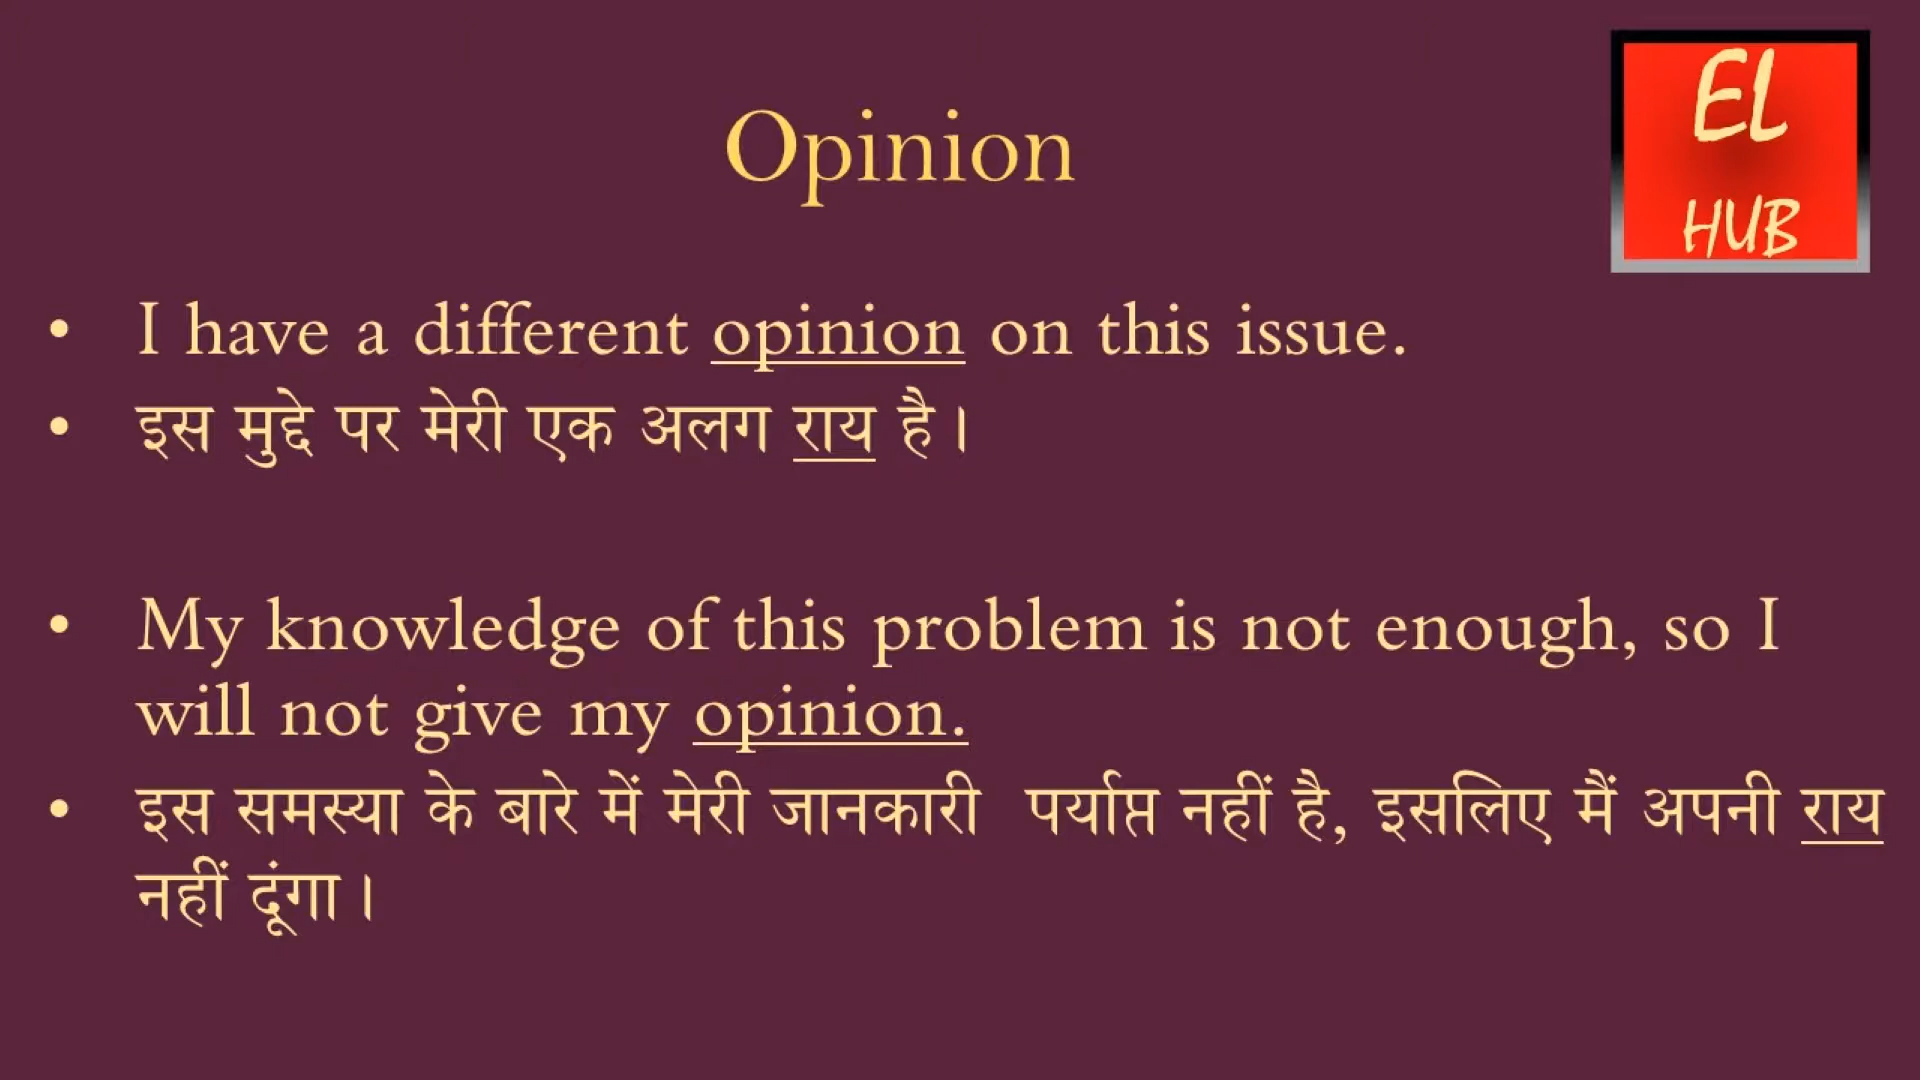 EL
HUB
Opinion
• I have a different opinion on this issue.
• इस मुद्दे पर मेरी एक अलग राय है।
• My knowledge of this problem is not enough, so I
will not give my opinion.
• इस समस्या के बारे में मेरी जानकारी पर्याप्त नहीं है, इसलिए मैं अपनी राय
नहीं दूंगा।